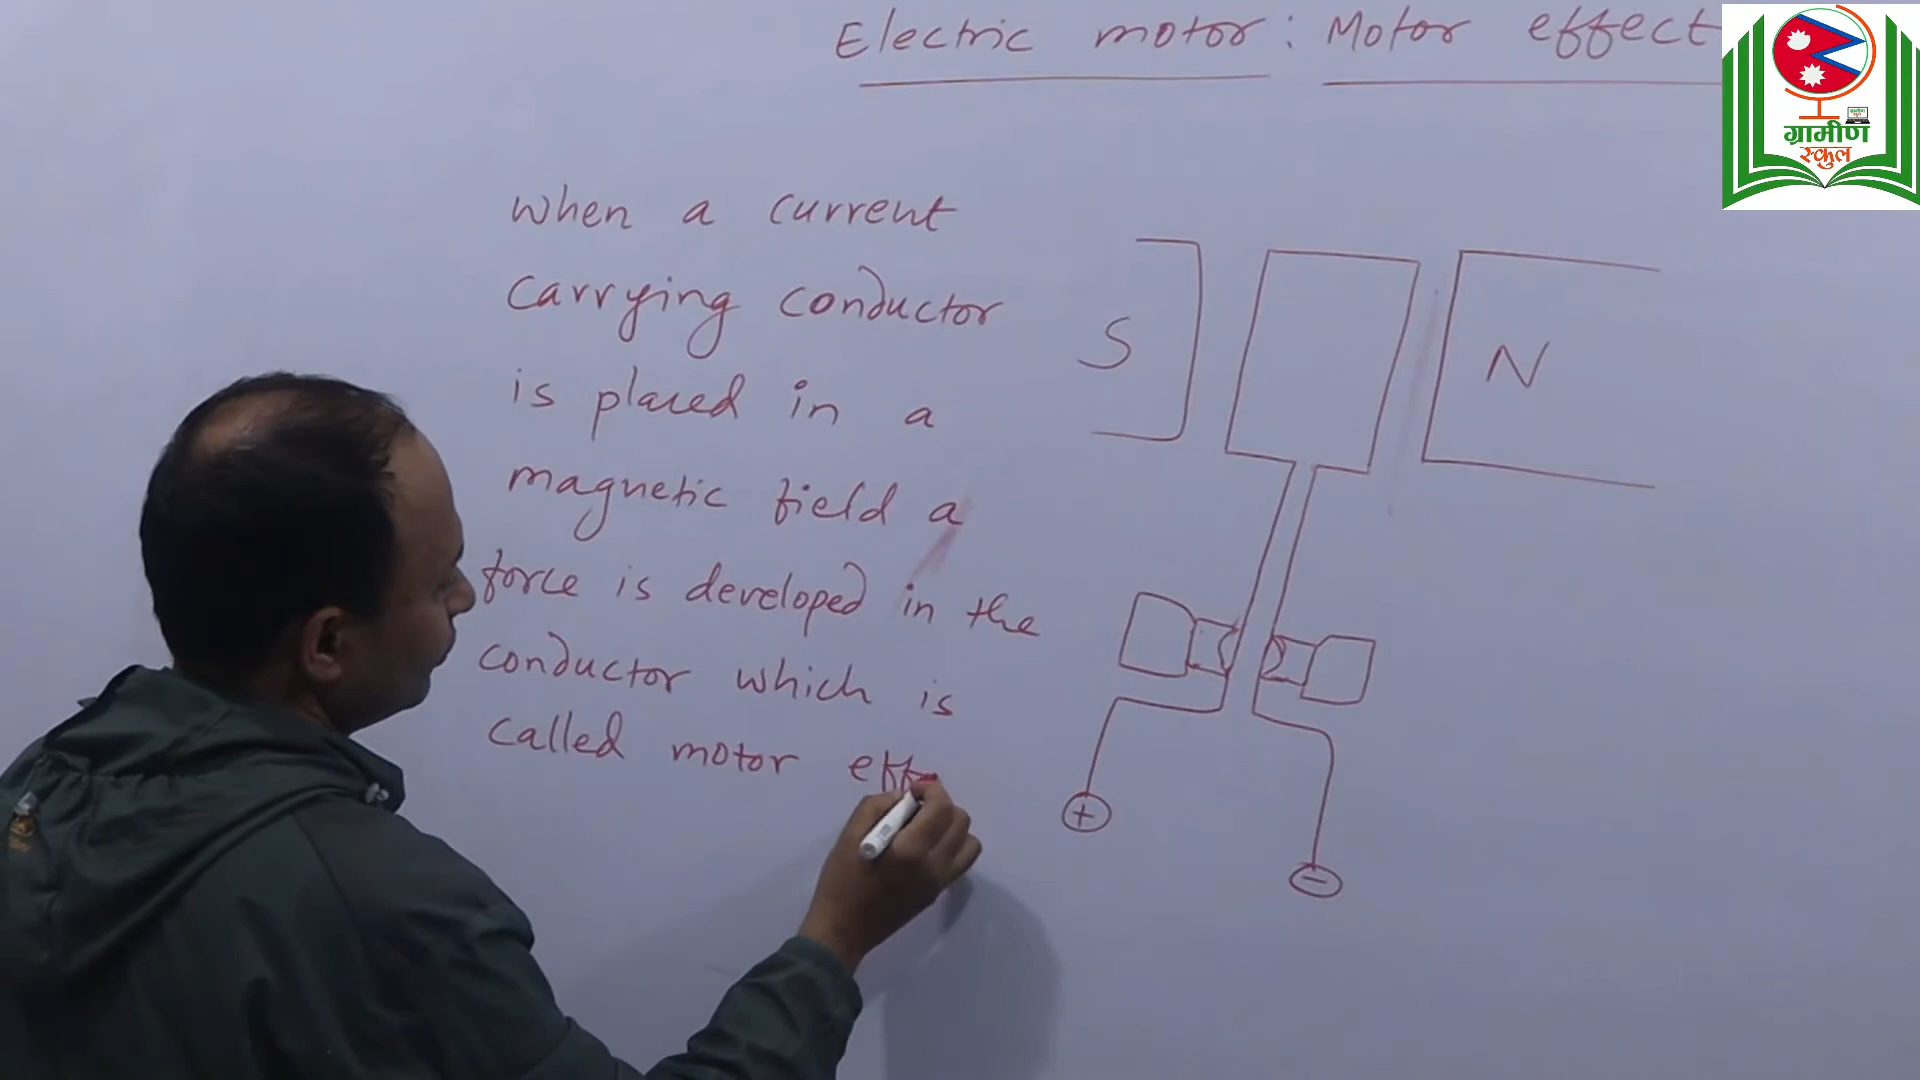 Electric motor : Motor effect
ग्रामीण
स्कुल
when a current
carrying conductor
is placed in a
magnetic field a
force is developed in the
conductor which is
called motor eff
S
N
+
−